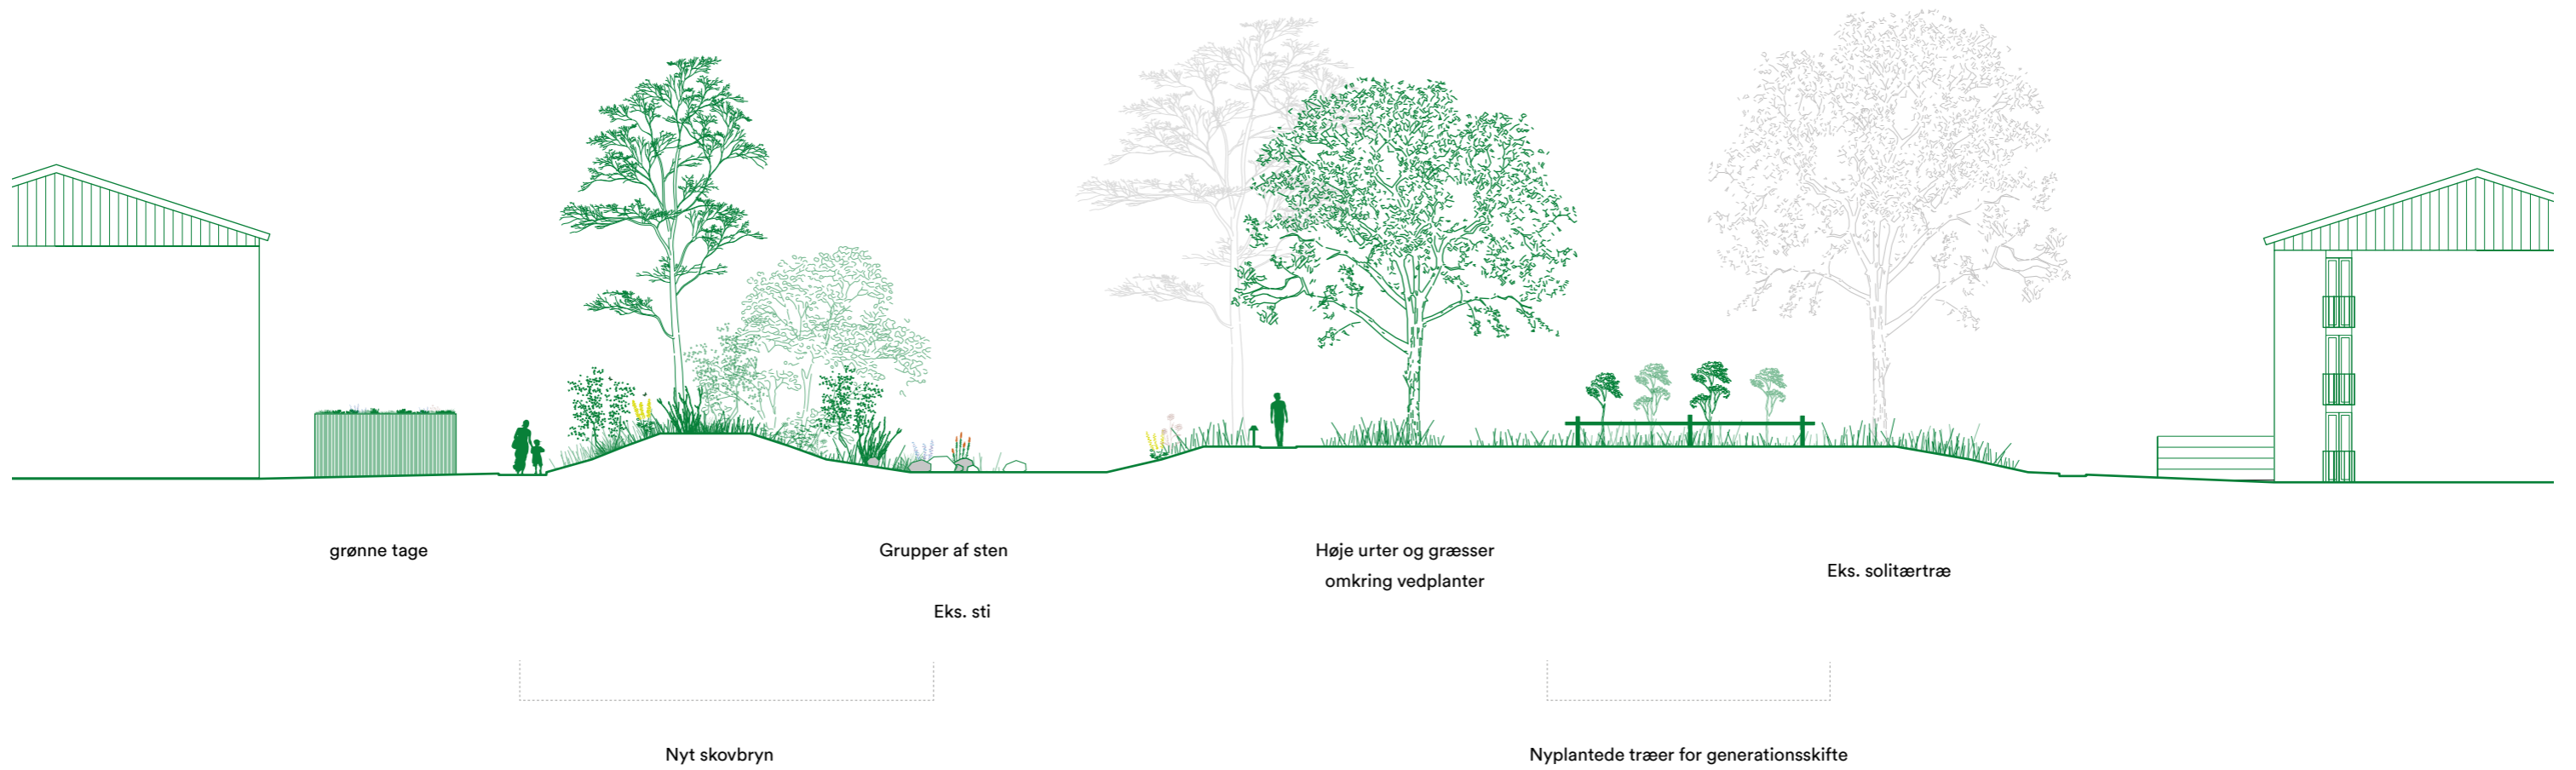 grønne tage
Grupper af sten
Høje urter og græsser
omkring vedplanter
Eks. solitærtræ
Eks. sti
Nyt skovbryn
Nyplantede træer for generationsskifte